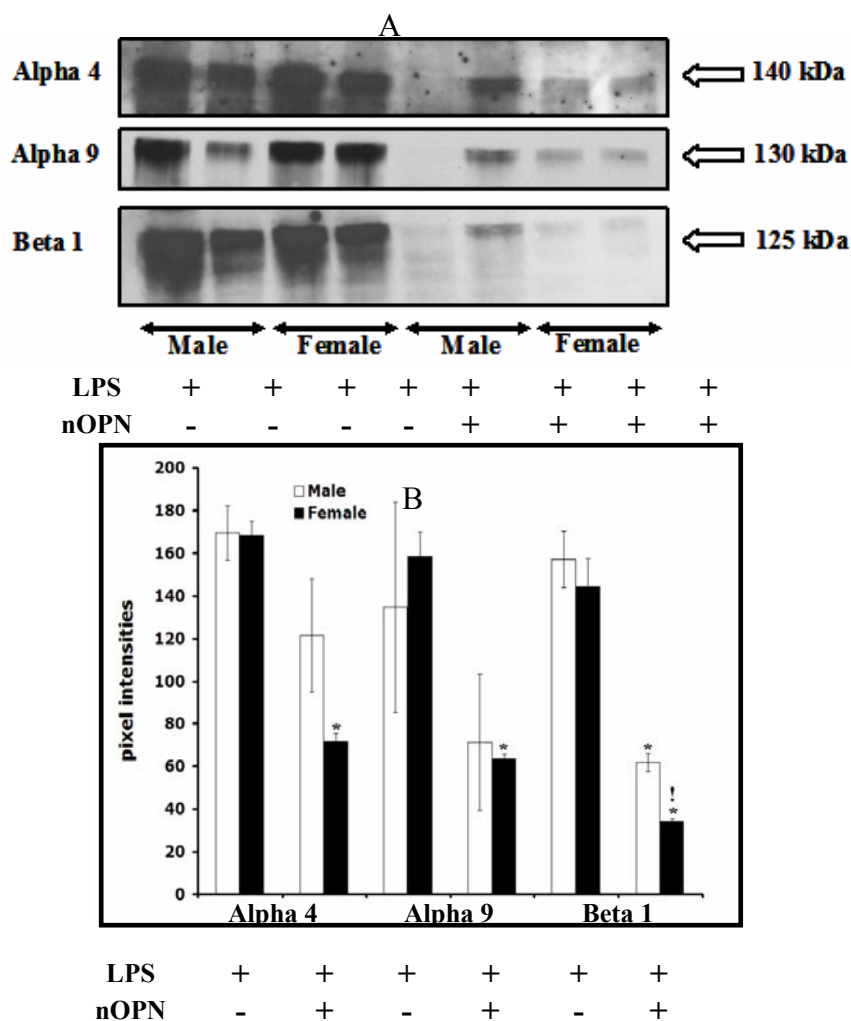 A
Alpha 4 140 kDa
Alpha 9 130 kDa
Beta 1 125 kDa
Male Female Male Female
LPS + + + + + + + +
nOPN - - - - + + + +
B
Male
Female
200
180
160
140
120
100
80
60
40
20
0
pixel intensities
*
*
*
!
*
Alpha 4 Alpha 9 Beta 1
LPS + + + + + +
nOPN - + - + - +